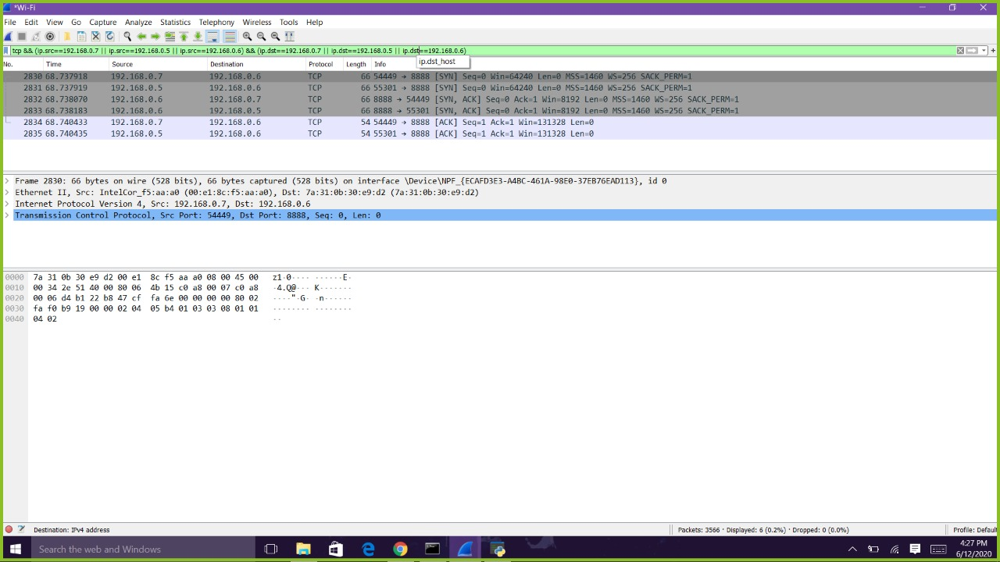 *Wi-Fi
File Edit View Go Capture Analyze Statistics Telephony Wireless Tools Help
tcp && (ip.src==192.168.0.7 || ip.src==192.168.0.5 || ip.src==192.168.0.6) && (ip.dst==192.168.0.7 || ip.dst==192.168.0.5 || ip.dst==192.168.0.6)
ip.dst_host
No. Time Source Destination Protocol Length Info
2830 68.737918 192.168.0.7 192.168.0.6 TCP 66 54449 → 8888 [SYN] Seq=0 Win=64240 Len=0 MSS=1460 WS=256 SACK_PERM=1
2831 68.737919 192.168.0.5 192.168.0.6 TCP 66 55301 → 8888 [SYN] Seq=0 Win=64240 Len=0 MSS=1460 WS=256 SACK_PERM=1
2832 68.738070 192.168.0.6 192.168.0.7 TCP 66 8888 → 54449 [SYN, ACK] Seq=0 Ack=1 Win=8192 Len=0 MSS=1460 WS=256 SACK_PERM=1
2833 68.738183 192.168.0.6 192.168.0.5 TCP 66 8888 → 55301 [SYN, ACK] Seq=0 Ack=1 Win=8192 Len=0 MSS=1460 WS=256 SACK_PERM=1
2834 68.740433 192.168.0.7 192.168.0.6 TCP 54 54449 → 8888 [ACK] Seq=1 Ack=1 Win=131328 Len=0
2835 68.740435 192.168.0.5 192.168.0.6 TCP 54 55301 → 8888 [ACK] Seq=1 Ack=1 Win=131328 Len=0
Frame 2830: 66 bytes on wire (528 bits), 66 bytes captured (528 bits) on interface \Device\NPF_{ECAFD3E3-A4BC-461A-98E0-37EB76EAD113}, id 0
Ethernet II, Src: IntelCor_f5:aa:a0 (00:e1:8c:f5:aa:a0), Dst: 7a:31:0b:30:e9:d2 (7a:31:0b:30:e9:d2)
Internet Protocol Version 4, Src: 192.168.0.7, Dst: 192.168.0.6
Transmission Control Protocol, Src Port: 54449, Dst Port: 8888, Seq: 0, Len: 0
0000 7a 31 0b 30 e9 d2 00 e1 8c f5 aa a0 08 00 45 00 z1·0···· ······E·
0010 00 34 2e 51 40 00 80 06 4b 15 c0 a8 00 07 c0 a8 ·4.Q@··· K·······
0020 00 06 d4 b1 22 b8 47 cf fa 6e 00 00 00 00 80 02 ····"·G· ·n······
0030 fa f0 b9 19 00 00 02 04 05 b4 01 03 03 08 01 01 ········ ········
0040 04 02 ··
Destination: IPv4 address Packets: 3566 · Displayed: 6 (0.2%) · Dropped: 0 (0.0%) Profile: Default
Search the web and Windows
4:27 PM
6/12/2020